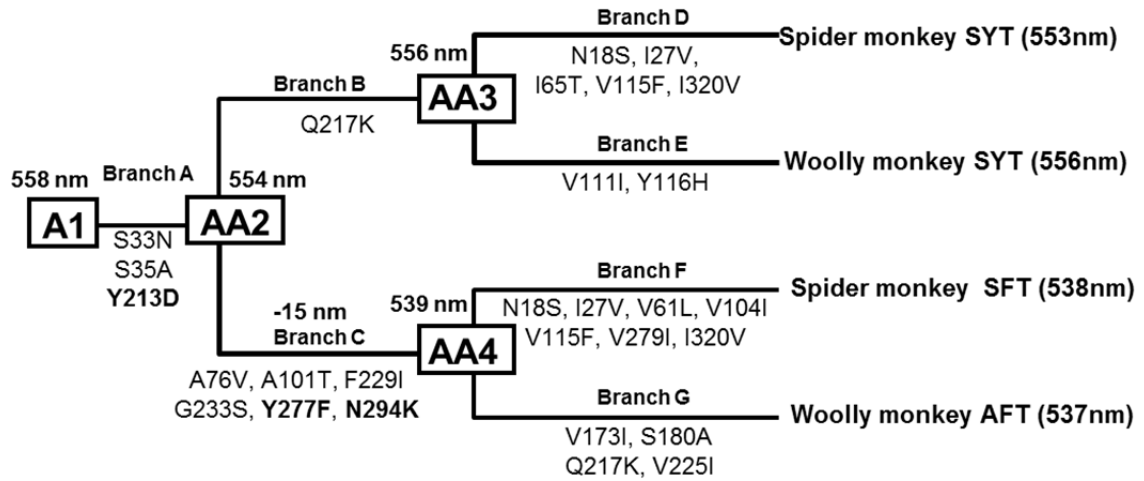 Branch D
Spider monkey SYT (553nm)
556 nm
N18S, I27V,
I65T, V115F, I320V
Branch B
AA3
Q217K
Branch E
Woolly monkey SYT (556nm)
V111I, Y116H
Branch A
558 nm
554 nm
A1
AA2
S33N
S35A
Y213D
Branch F
Spider monkey SFT (538nm)
-15 nm
539 nm
N18S, I27V, V61L, V104I
V115F, V279I, I320V
Branch C
AA4
A76V, A101T, F229I
G233S, Y277F, N294K
Branch G
Woolly monkey AFT (537nm)
V173I, S180A
Q217K, V225I